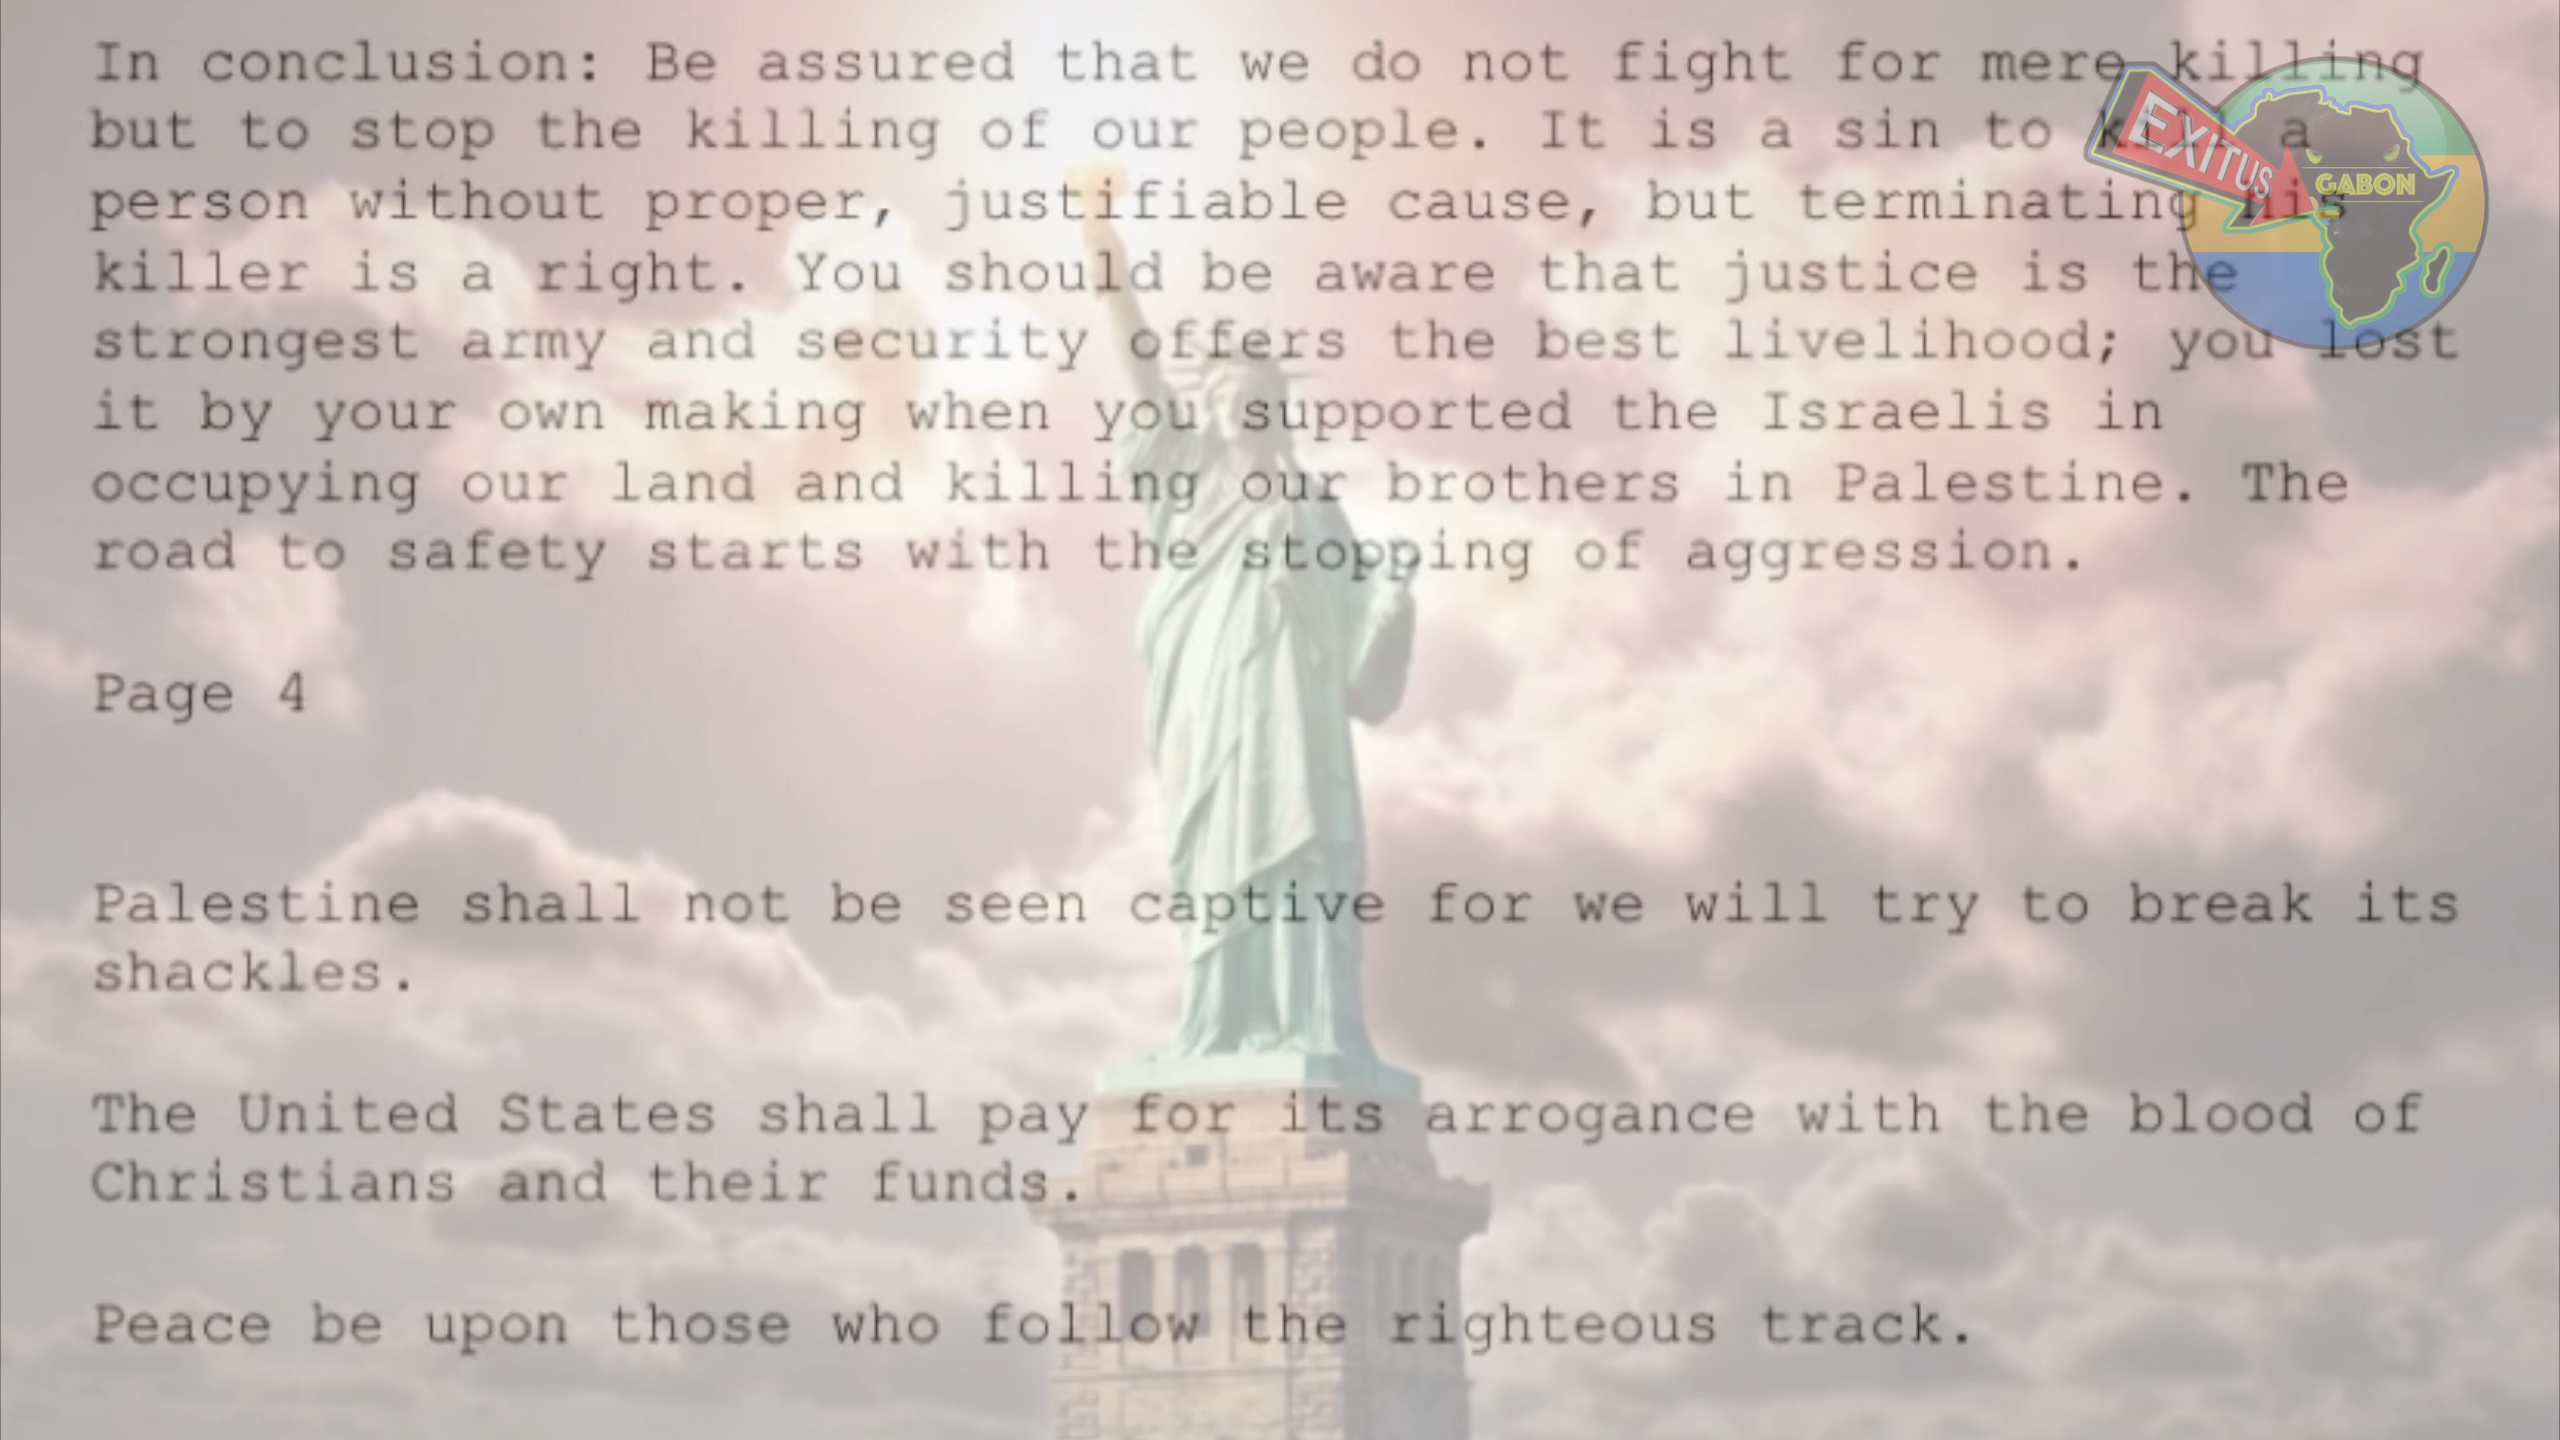 In conclusion: Be assured that we do not fight for mere killing
but to stop the killing of our people. It is a sin to kill a
person without proper, justifiable cause, but terminating his
killer is a right. You should be aware that justice is the
strongest army and security offers the best livelihood; you lost
it by your own making when you supported the Israelis in
occupying our land and killing our brothers in Palestine. The
road to safety starts with the stopping of aggression.
Page 4
Palestine shall not be seen captive for we will try to break its
shackles.
The United States shall pay for its arrogance with the blood of
Christians and their funds.
Peace be upon those who follow the righteous track.
EXITUS
GABON